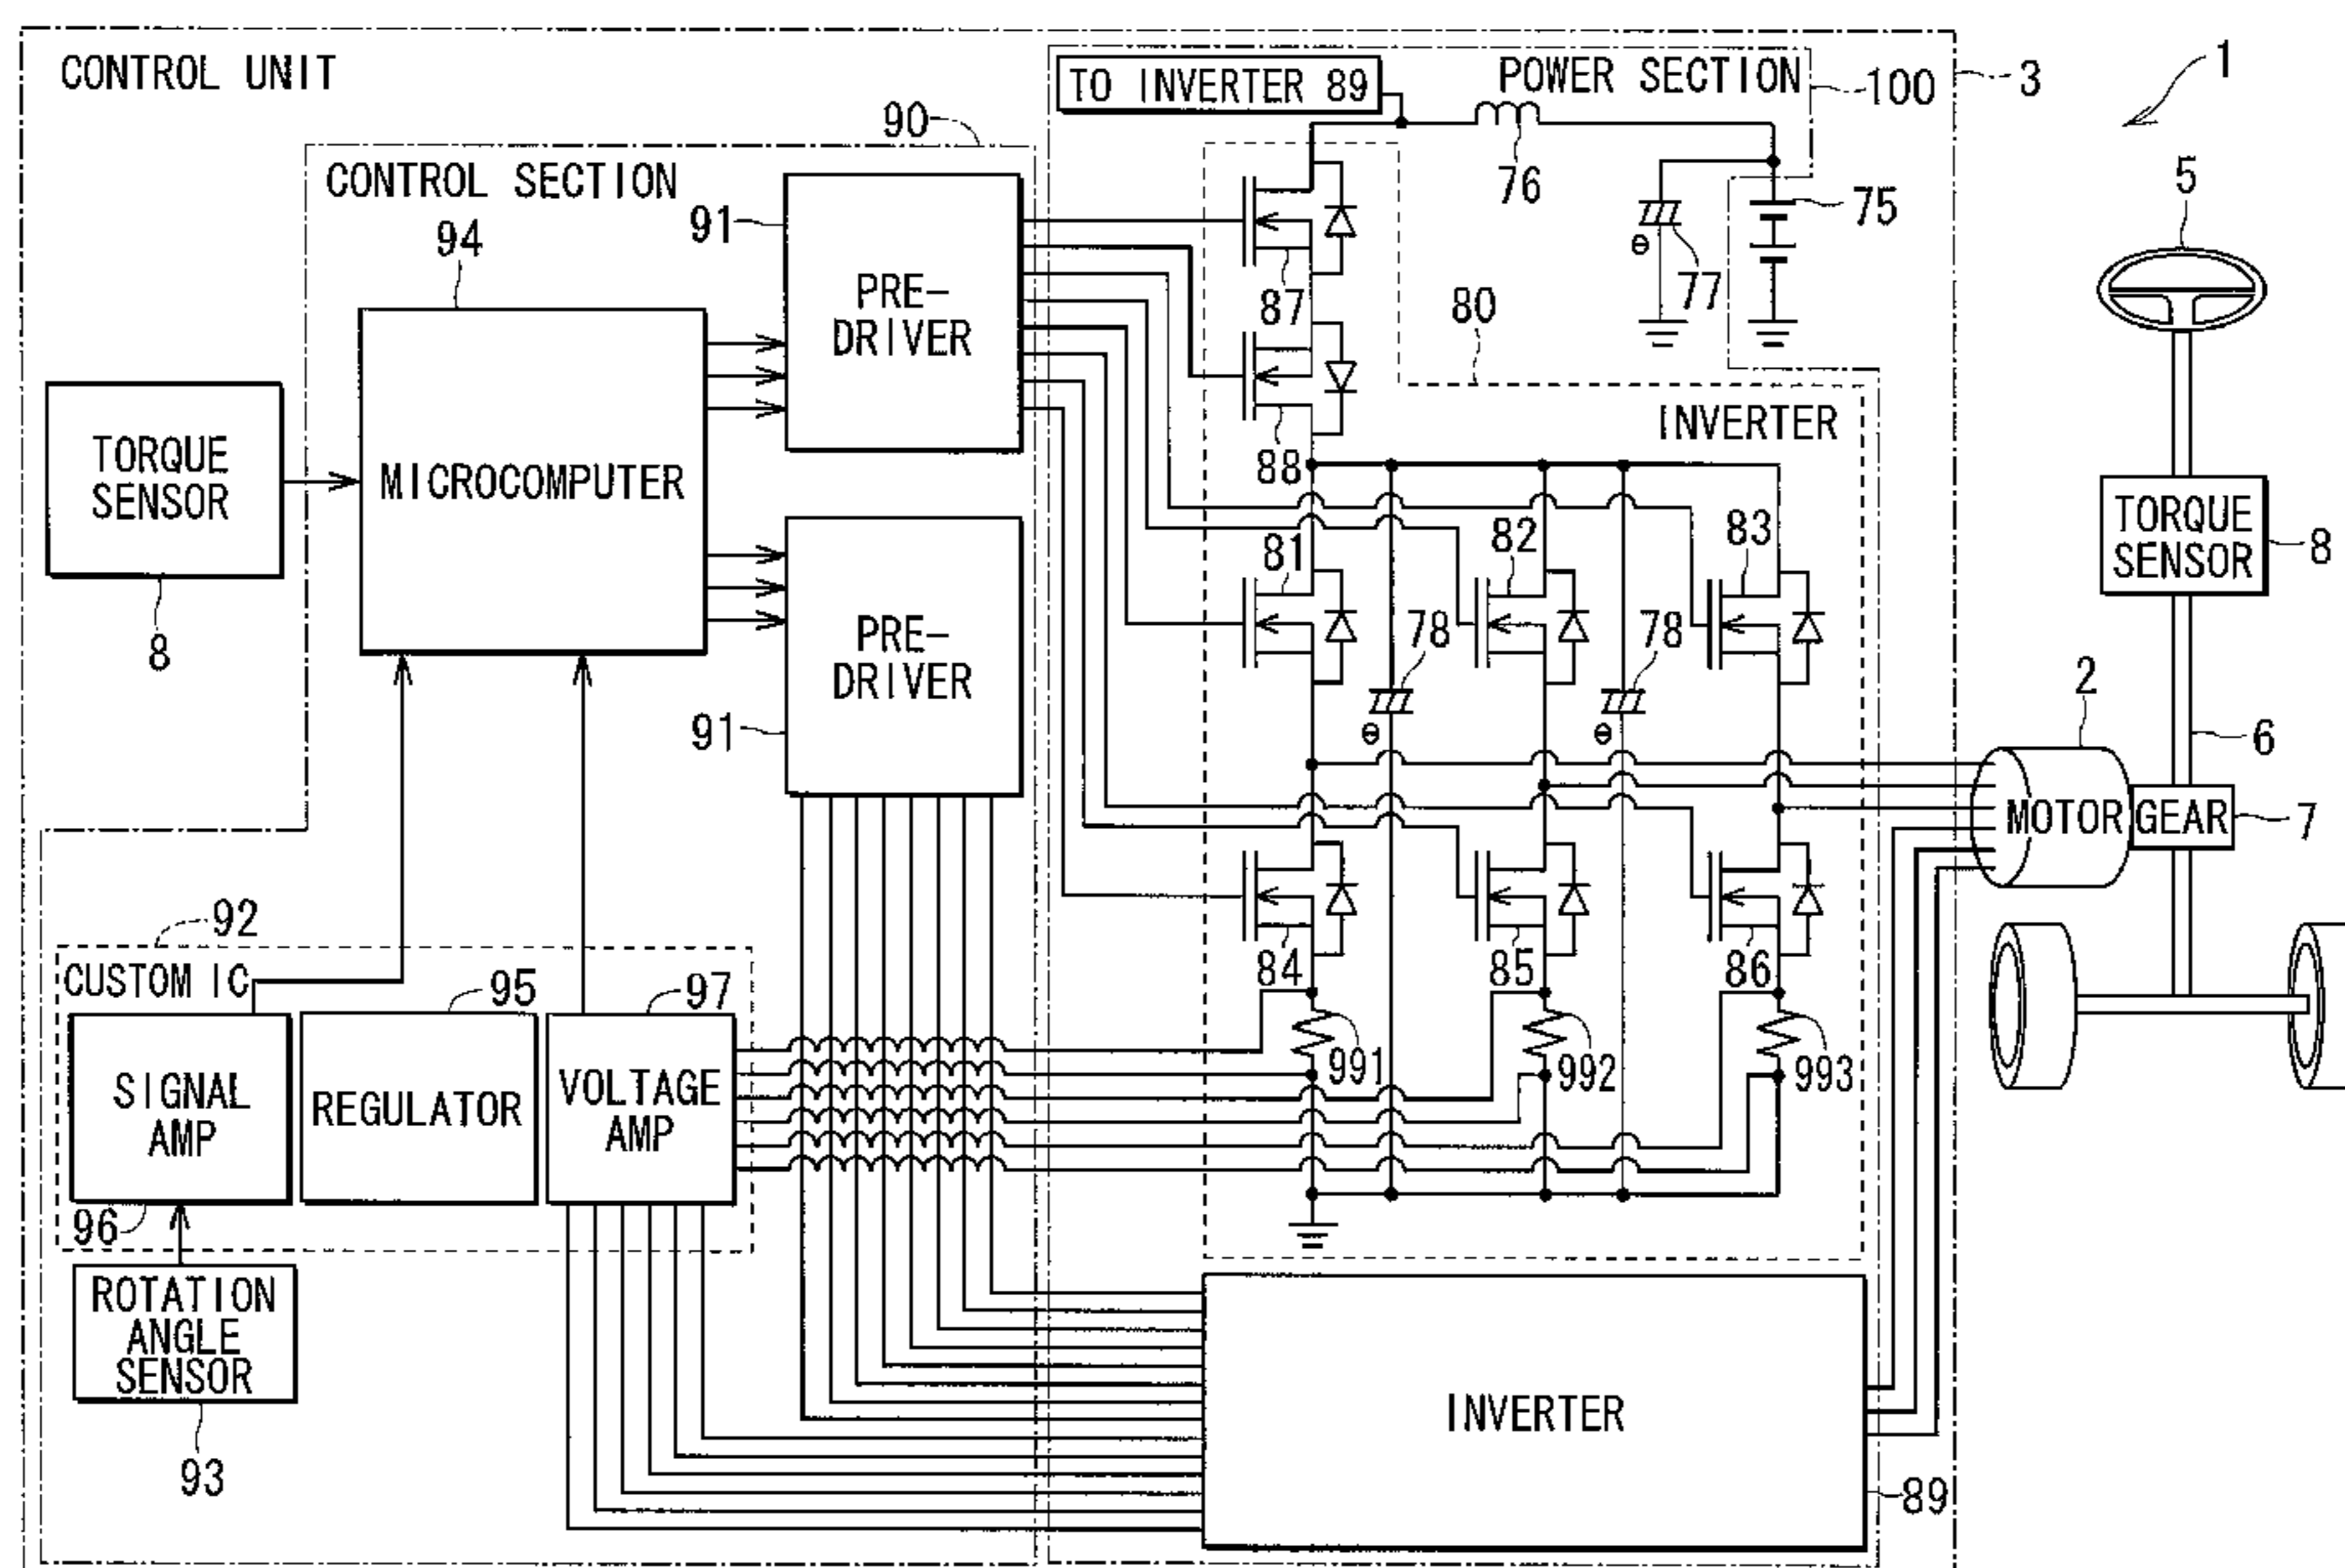 CONTROL UNIT
TO INVERTER 89
POWER SECTION
100
3
1
90
CONTROL SECTION
94
91
PRE-
DRIVER
76
75
77
5
87
80
INVERTER
88
TORQUE
SENSOR
8
MICROCOMPUTER
91
PRE-
DRIVER
81
82
83
78
78
TORQUE
SENSOR
8
2
6
MOTOR
GEAR
7
84
85
86
92
CUSTOM IC
95
97
SIGNAL
AMP
REGULATOR
VOLTAGE
AMP
991
992
993
96
ROTATION
ANGLE
SENSOR
93
INVERTER
89